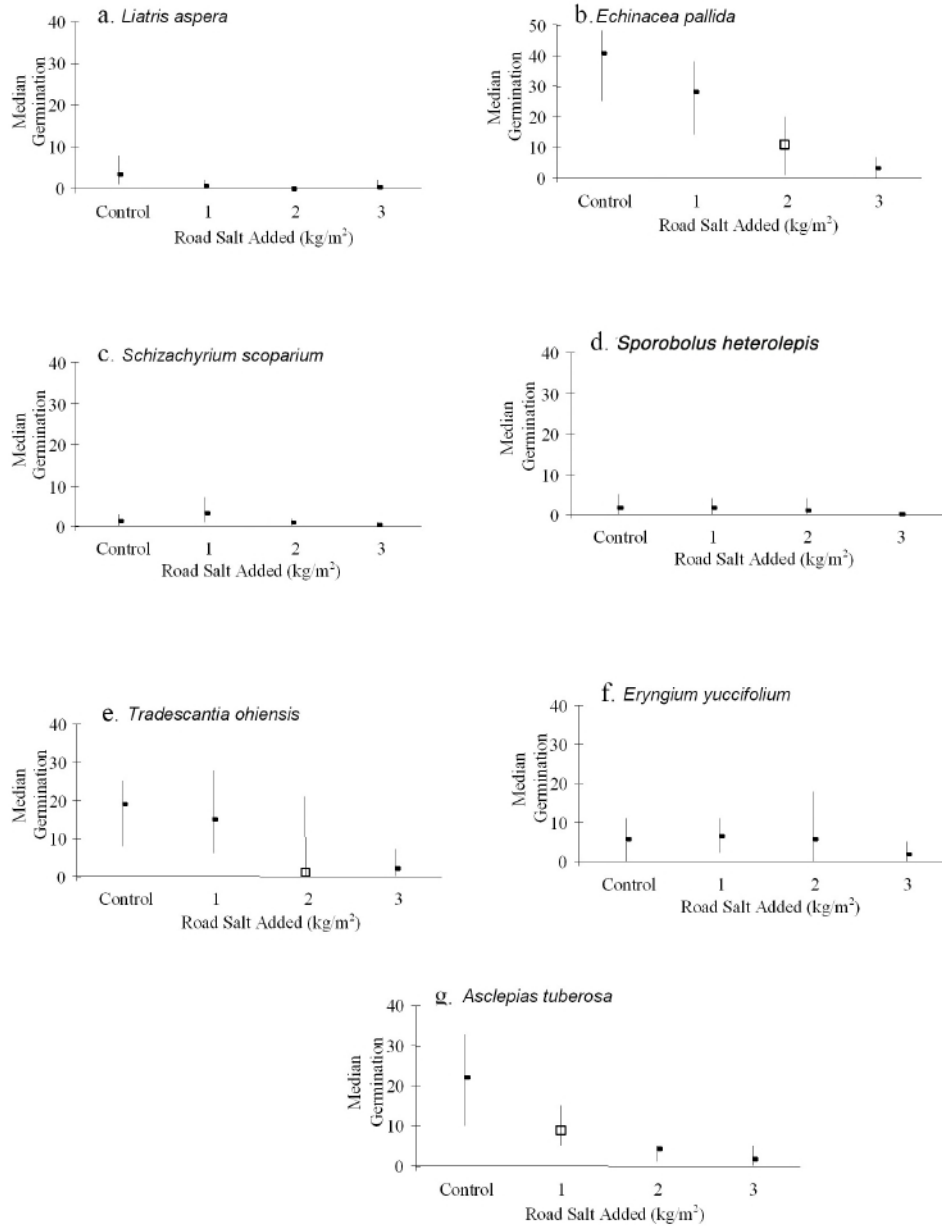 a. Liatris aspera
Median
Germination
40
30
20
10
0
Control 1 2 3
Road Salt Added (kg/m²)
b. Echinacea pallida
Median
Germination
50
40
30
20
10
0
Control 1 2 3
Road Salt Added (kg/m²)
c. Schizachyrium scoparium
Median
Germination
40
30
20
10
0
Control 1 2 3
Road Salt Added (kg/m²)
d. Sporobolus heterolepis
Median
Germination
40
30
20
10
0
Control 1 2 3
Road Salt Added (kg/m²)
e. Tradescantia ohiensis
Median
Germination
40
30
20
10
0
Control 1 2 3
Road Salt Added (kg/m²)
f. Eryngium yuccifolium
Median
Germination
40
30
20
10
0
Control 1 2 3
Road Salt Added (kg/m²)
g. Asclepias tuberosa
Median
Germination
40
30
20
10
0
Control 1 2 3
Road Salt Added (kg/m²)